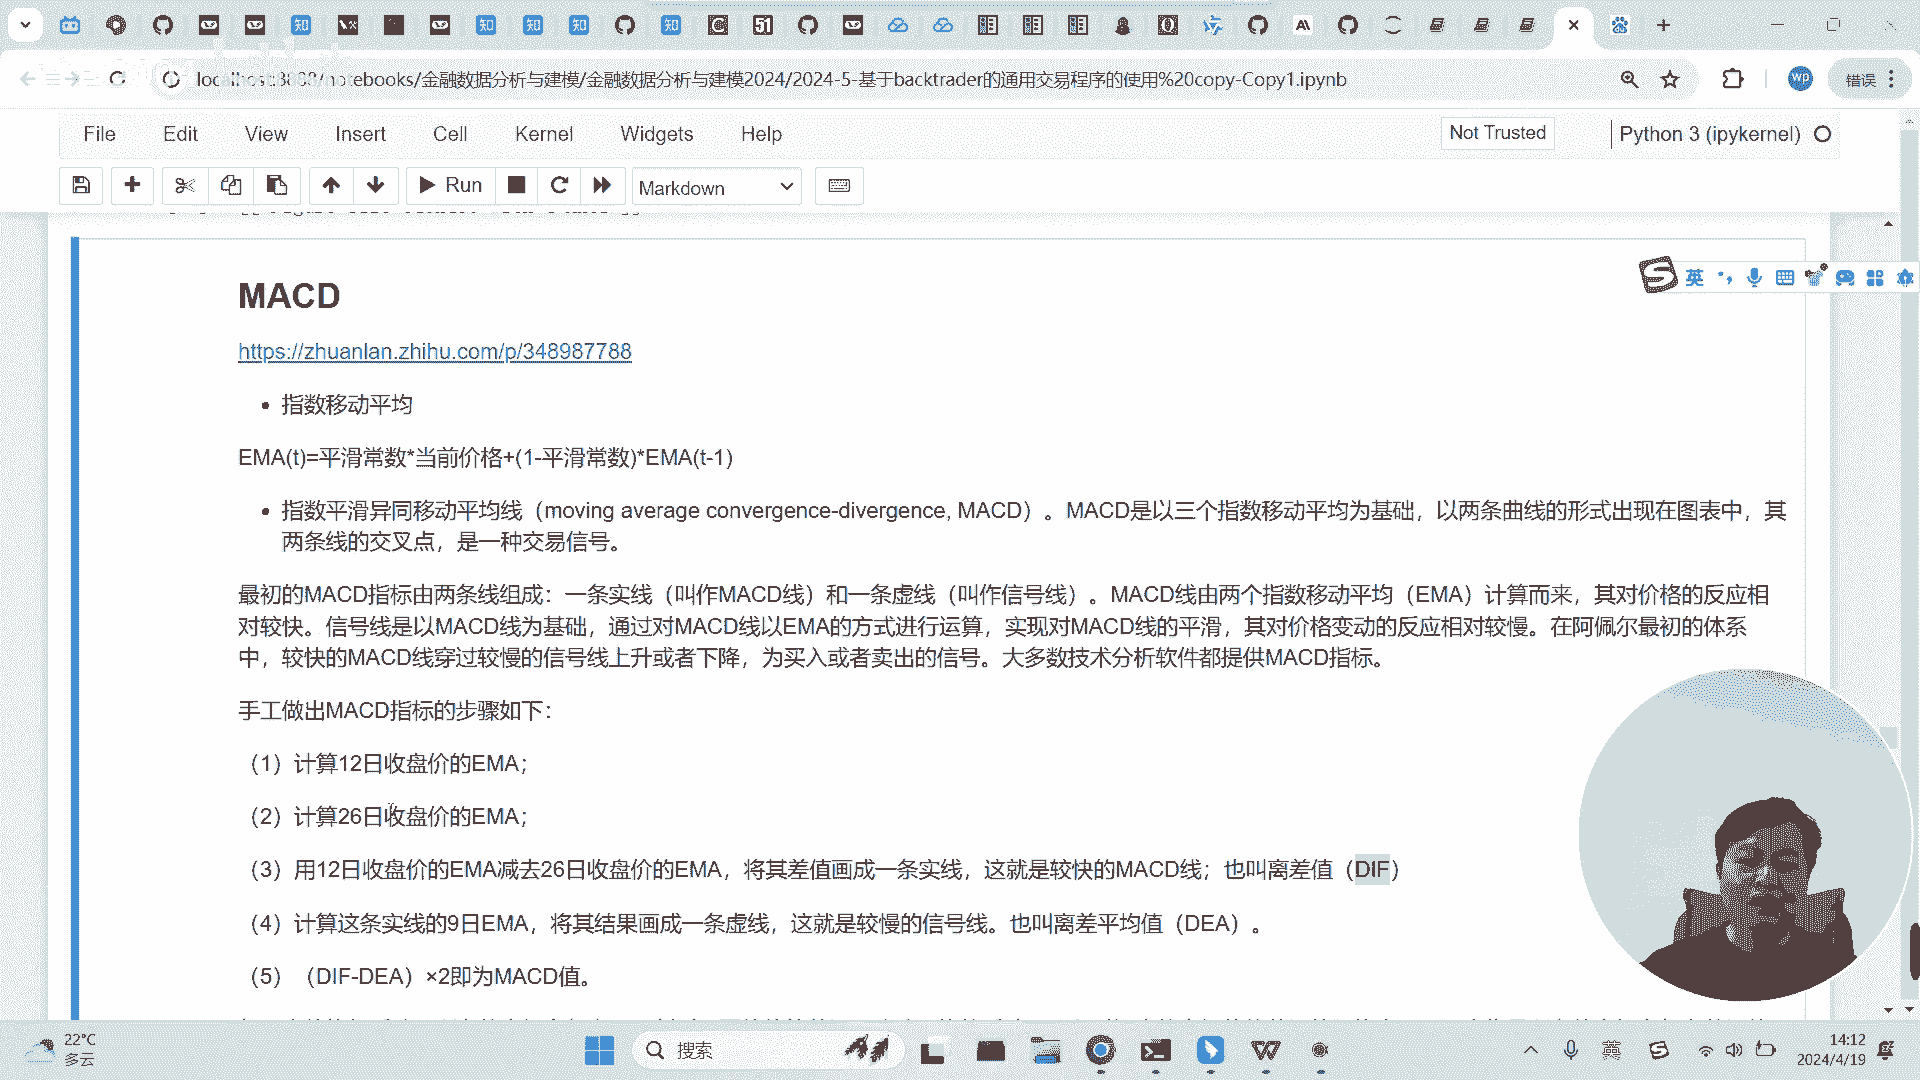 localhost:8888/notebooks/金融数据分析与建模/金融数据分析与建模2024/2024-5-基于backtrader的通用交易程序的使用%20copy-Copy1.ipynb
wp
错误
File Edit View Insert Cell Kernel Widgets Help
Not Trusted
Python 3 (ipykernel)
Run
Markdown
MACD
英
https://zhuanlan.zhihu.com/p/348987788
• 指数移动平均
EMA(t)=平滑常数*当前价格+(1-平滑常数)*EMA(t-1)
• 指数平滑异同移动平均线（moving average convergence-divergence, MACD）。MACD是以三个指数移动平均为基础，以两条曲线的形式出现在图表中，其
两条线的交叉点，是一种交易信号。
最初的MACD指标由两条线组成：一条实线（叫作MACD线）和一条虚线（叫作信号线）。MACD线由两个指数移动平均（EMA）计算而来，其对价格的反应相
对较快。信号线是以MACD线为基础，通过对MACD线以EMA的方式进行运算，实现对MACD线的平滑，其对价格变动的反应相对较慢。在阿佩尔最初的体系
中，较快的MACD线穿过较慢的信号线上升或者下降，为买入或者卖出的信号。大多数技术分析软件都提供MACD指标。
手工做出MACD指标的步骤如下：
（1）计算12日收盘价的EMA；
（2）计算26日收盘价的EMA；
（3）用12日收盘价的EMA减去26日收盘价的EMA，将其差值画成一条实线，这就是较快的MACD线；也叫离差值（DIF）
（4）计算这条实线的9日EMA，将其结果画成一条虚线，这就是较慢的信号线。也叫离差平均值（DEA）。
（5）（DIF-DEA）×2即为MACD值。
22°C
多云
搜索
英
14:12
2024/4/19